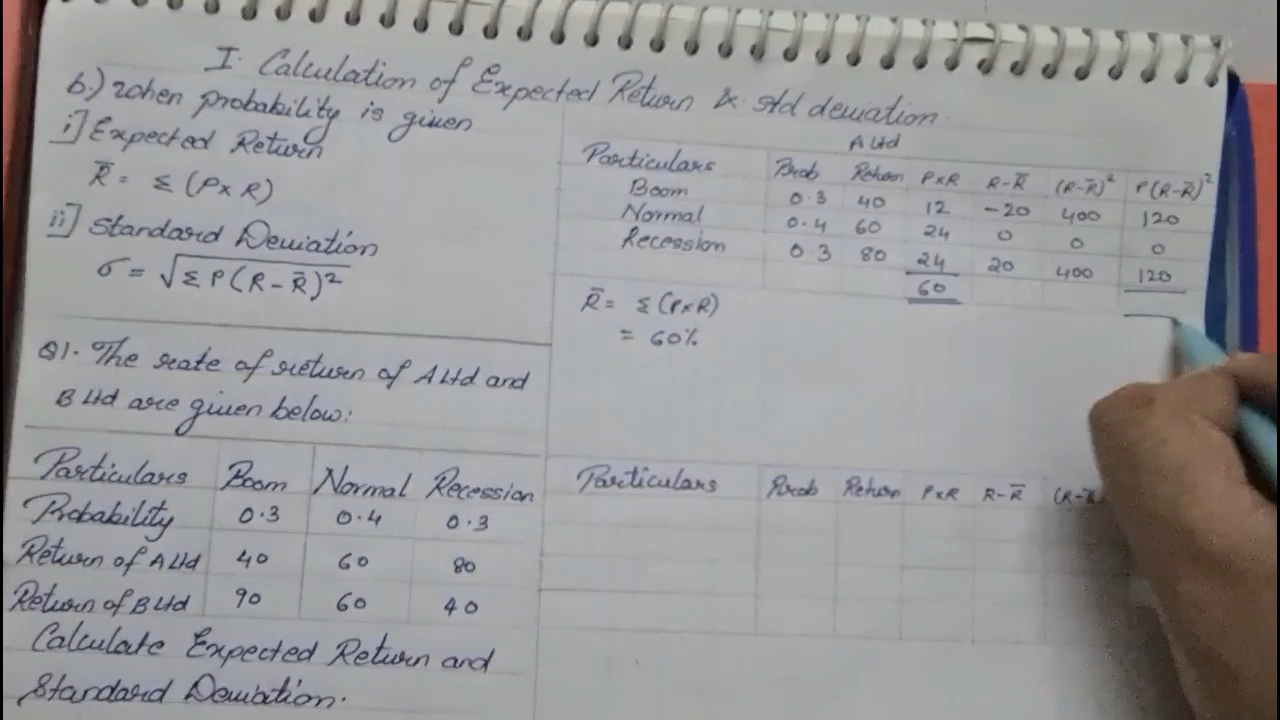 I. Calculation of Expected Return & std deviation.
b.) when probability is given
i] Expected Return
R̄ = Σ (P×R)
ii] Standard Deviation
σ = √Σ P(R-R̄)²
Q1. The rate of return of A Ltd and
B Ltd are given below:
Particulars Boom Normal Recession
Probability 0.3 0.4 0.3
Return of A Ltd 40 60 80
Return of B Ltd 90 60 40
Calculate Expected Return and
Standard Deviation.
A Ltd
Particulars Prob Return P×R R-R̄ (R-R̄)² P(R-R̄)²
Boom 0.3 40 12 -20 400 120
Normal 0.4 60 24 0 0 0
Recession 0.3 80 24 20 400 120
60
R̄ = Σ (P×R)
= 60%
Particulars Prob Return P×R R-R̄